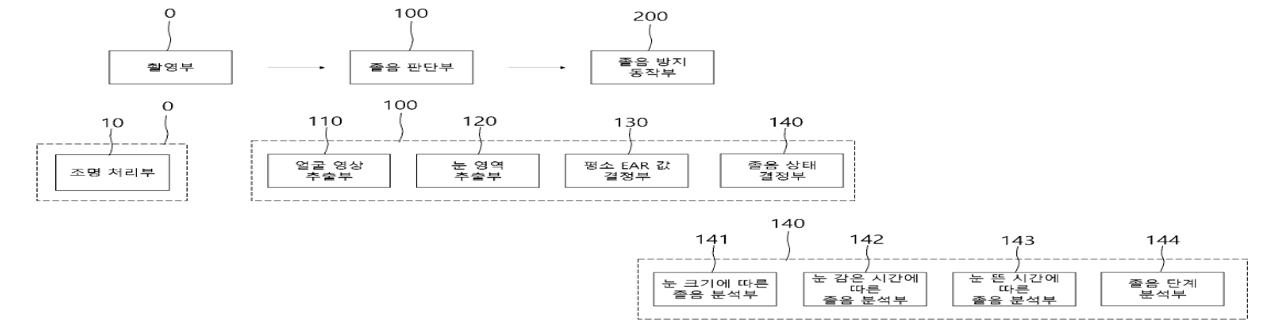 0
100
200
촬영부
졸음 판단부
졸음 방지
동작부
10
0
100
110
120
130
140
조명 처리부
얼굴 영상
추출부
눈 영역
추출부
평소 EAR 값
결정부
졸음 상태
결정부
140
141
142
143
144
눈 크기에 따른
졸음 분석부
눈 감은 시간에
따른
졸음 분석부
눈 뜬 시간에
따른
졸음 분석부
졸음 단계
분석부